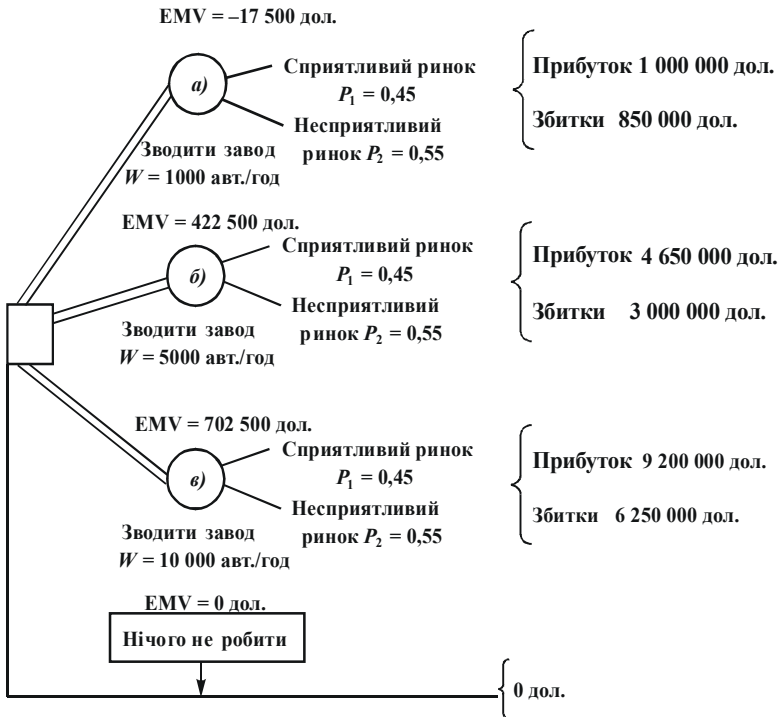 EMV = –17 500 дол.
а)
Сприятливий ринок
P₁ = 0,45
Несприятливий
ринок P₂ = 0,55
Зводити завод
W = 1000 авт./год
Прибуток 1 000 000 дол.
Збитки 850 000 дол.
EMV = 422 500 дол.
б)
Сприятливий ринок
P₁ = 0,45
Несприятливий
ринок P₂ = 0,55
Зводити завод
W = 5000 авт./год
Прибуток 4 650 000 дол.
Збитки 3 000 000 дол.
EMV = 702 500 дол.
в)
Сприятливий ринок
P₁ = 0,45
Несприятливий
ринок P₂ = 0,55
Зводити завод
W = 10 000 авт./год
Прибуток 9 200 000 дол.
Збитки 6 250 000 дол.
EMV = 0 дол.
Нічого не робити
0 дол.